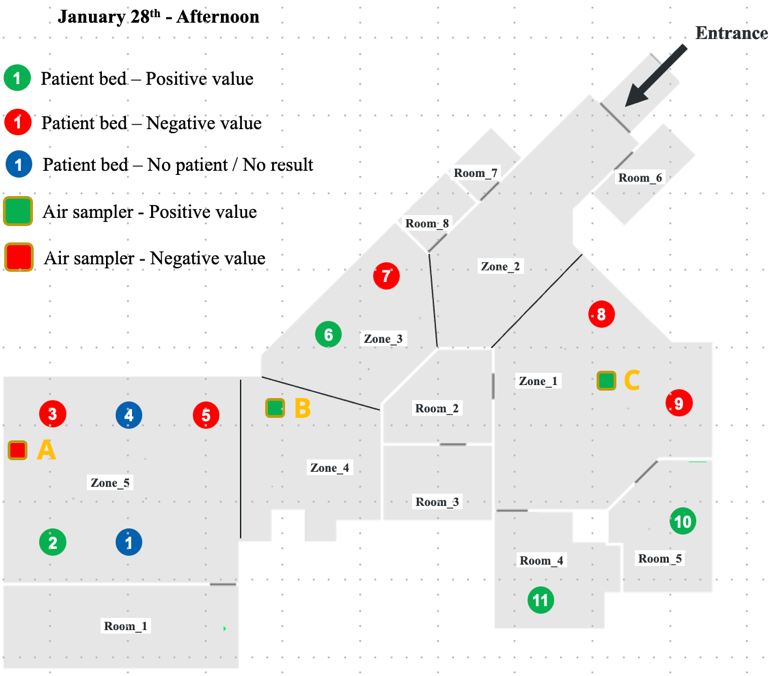 January 28th - Afternoon
Entrance
1 Patient bed – Positive value
1 Patient bed – Negative value
1 Patient bed – No patient / No result
Air sampler - Positive value
Air sampler - Negative value
Room_7
Room_6
Room_8
Zone_2
7
8
6
Zone_3
Zone_1
C
9
3
4
5
B
Room_2
A
Zone_5
Zone_4
Room_3
2
1
10
Room_4
Room_5
11
Room_1